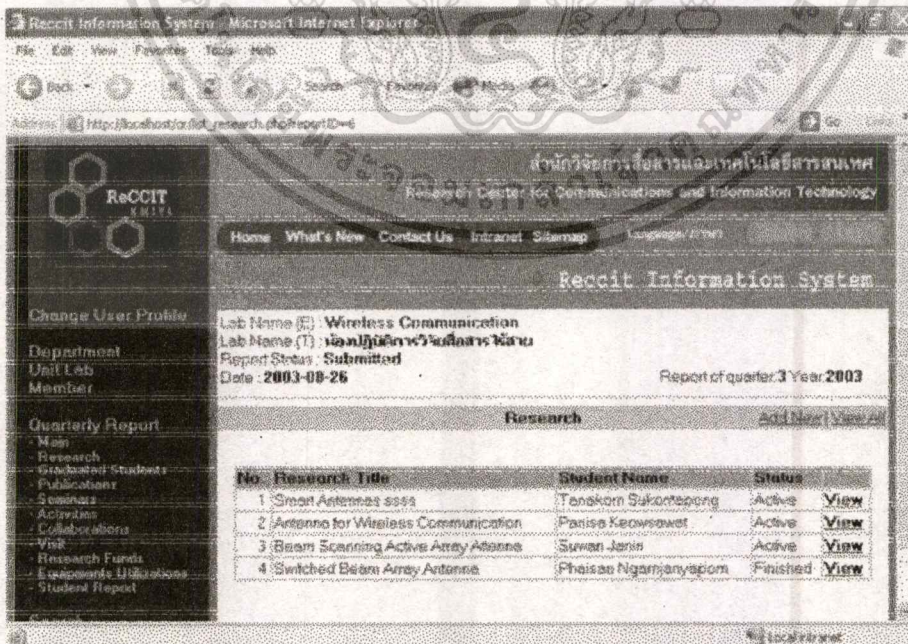 Reccit Information System - Microsoft Internet Explorer
File Edit View Favorites Tools Help
Back Search Favorites Media
Address http://localhost/ Go
สำนักวิจัยการสื่อสารและเทคโนโลยีสารสนเทศ
Research Center for Communications and Information Technology
ReCCIT
KMITL
Home What's New Contact Us Intranet Sitemap
Reccit Information System
Change User Profile
Department
Unit Lab
Member
Quarterly Report
- Main
- Research
- Graduated Students
- Publications
- Seminars
- Activities
- Collaborations
- Visit
- Research Funds
- Equipments Utilizations
- Student Report
Lab Name (E) : Wireless Communication
Lab Name (T) : ห้องปฏิบัติการวิจัยสื่อสารไร้สาย
Report Status : Submitted
Date : 2003-08-26 Report of quarter: 3 Year: 2003
Research Add New | View All
No. Research Title Student Name Status
1 Smart Antennas ssss Tanakorn Sukontepong Active View
2 Antenna for Wireless Communication Panisa Keowsawat Active View
3 Beam Scanning Active Array Attenna Suwan Janin Active View
4 Switched Beam Array Antenna Phaisan Ngamjanyaporn Finished View